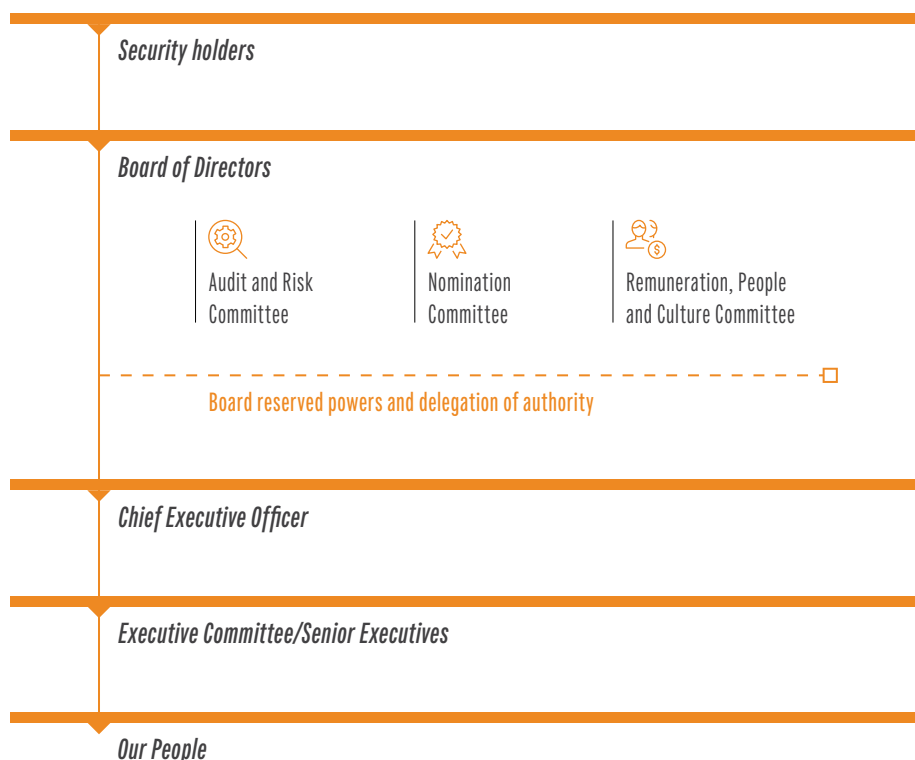 Security holders
Board of Directors
Audit and Risk
Committee
Nomination
Committee
Remuneration, People
and Culture Committee
Board reserved powers and delegation of authority
Chief Executive Officer
Executive Committee/Senior Executives
Our People